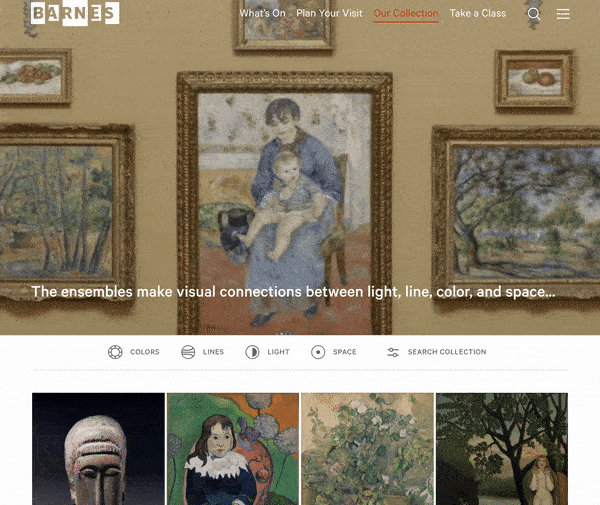 BARNES
What's On Plan Your Visit Our Collection Take a Class
The ensembles make visual connections between light, line, color, and space...
COLORS LINES LIGHT SPACE SEARCH COLLECTION